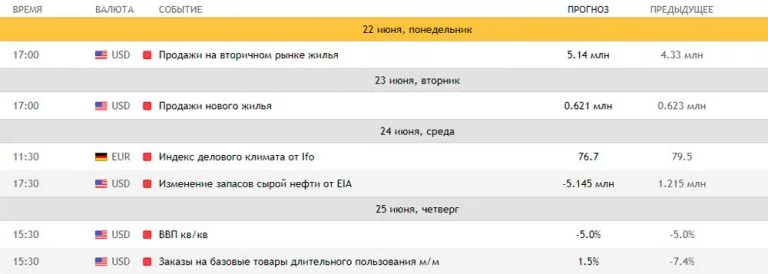 ВРЕМЯ ВАЛЮТА СОБЫТИЕ ПРОГНОЗ ПРЕДЫДУЩЕЕ
22 июня, понедельник
17:00 USD Продажи на вторичном рынке жилья 5.14 млн 4.33 млн
23 июня, вторник
17:00 USD Продажи нового жилья 0.621 млн 0.623 млн
24 июня, среда
11:30 EUR Индекс делового климата от Ifo 76.7 79.5
17:30 USD Изменение запасов сырой нефти от EIA -5.145 млн 1.215 млн
25 июня, четверг
15:30 USD ВВП кв/кв -5.0% -5.0%
15:30 USD Заказы на базовые товары длительного пользования м/м 1.5% -7.4%